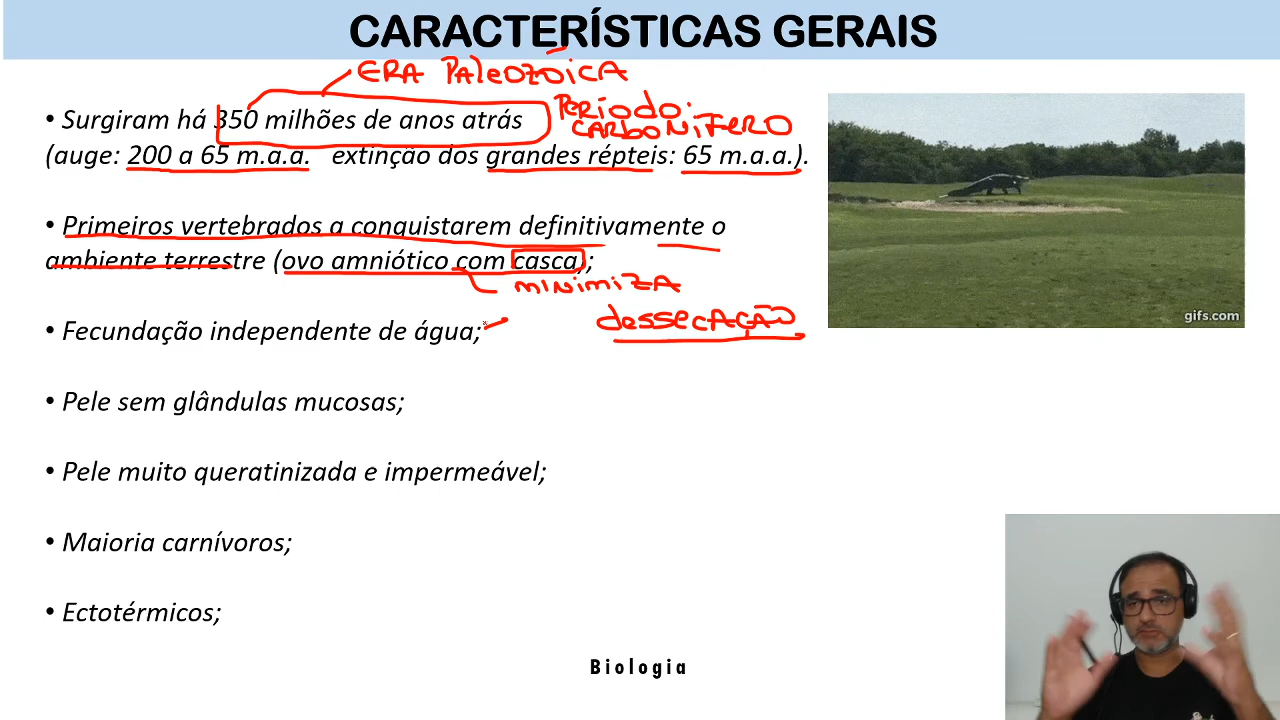 CARACTERÍSTICAS GERAIS
ERA PALEOZÓICA
• Surgiram há 350 milhões de anos atrás
PERÍODO:
CARBONÍFERO
(auge: 200 a 65 m.a.a. extinção dos grandes répteis: 65 m.a.a.).
• Primeiros vertebrados a conquistarem definitivamente o
ambiente terrestre (ovo amniótico com casca);
MINIMIZA
dessecAÇÃO
• Fecundação independente de água;
• Pele sem glândulas mucosas;
• Pele muito queratinizada e impermeável;
• Maioria carnívoros;
• Ectotérmicos;
gifs.com
Biologia